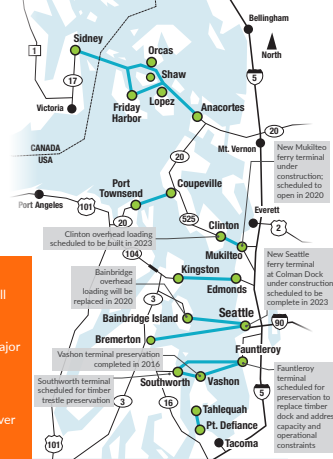 Bellingham
Sidney
Orcas
North
1
Shaw
5
17
Lopez
Victoria
Friday
Harbor
Anacortes
20
CANADA
USA
Mt. Vernon
New Mukilteo
ferry terminal
under
construction;
scheduled to
open in 2020
20
Port
Townsend
Coupeville
Port Angeles
101
20
525
Everett
2
Clinton
Clinton overhead loading
scheduled to be built in 2023
Mukilteo
104
New Seattle
ferry terminal
at Colman Dock
under construction
scheduled to be
complete in 2023
Bainbridge
overhead
loading will be
replaced in 2020
Kingston
Edmonds
3
Seattle
90
Bainbridge Island
Bremerton
Fauntleroy
Vashon terminal preservation
completed in 2016
Southworth terminal
scheduled for timber
trestle preservation
Southworth
Vashon
Fauntleroy
terminal
scheduled for
preservation to
replace timber
dock and address
capacity and
operational
constraints
5
3
16
Tahlequah
Pt. Defiance
Tacoma
101